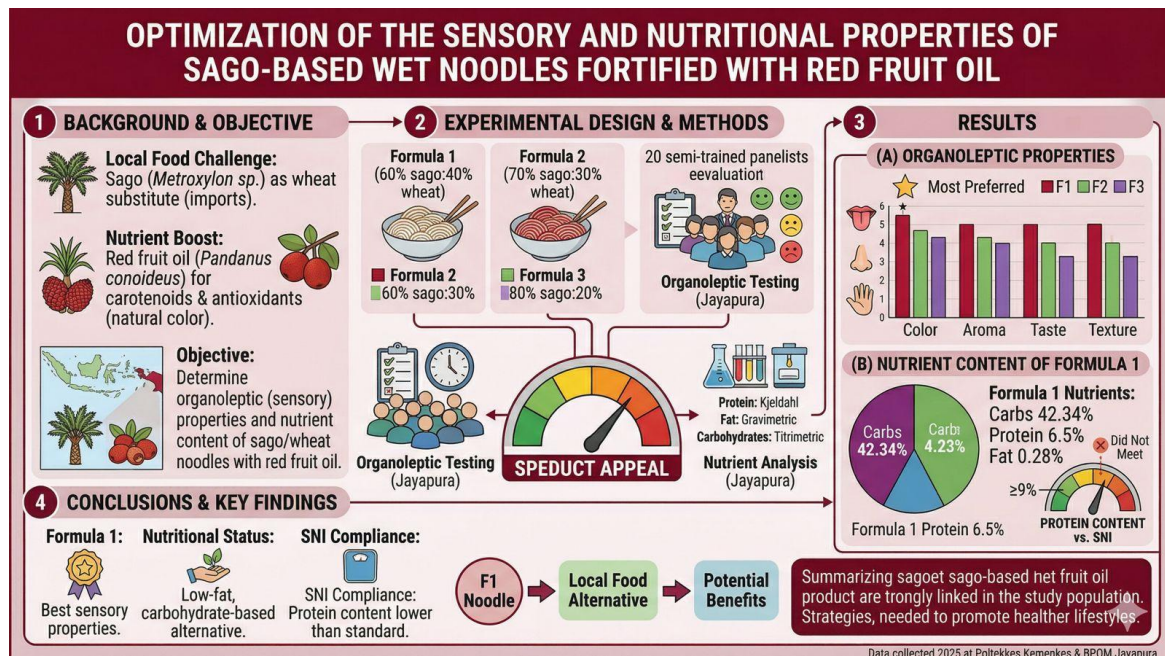 OPTIMIZATION OF THE SENSORY AND NUTRITIONAL PROPERTIES OF
SAGO-BASED WET NOODLES FORTIFIED WITH RED FRUIT OIL
1 BACKGROUND & OBJECTIVE
Local Food Challenge:
Sago (Metroxylon sp.) as wheat
substitute (imports).
Nutrient Boost:
Red fruit oil (Pandanus
conoideus) for
carotenoids & antioxidants
(natural color).
Objective:
Determine
organoleptic (sensory)
properties and nutrient
content of sago/wheat
noodles with red fruit oil.
2 EXPERIMENTAL DESIGN & METHODS
Formula 1
(60% sago:40%
wheat)
Formula 2
60% sago:30%
Formula 2
(70% sago:30%
wheat)
Formula 3
80% sago:20%
20 semi-trained panelists
eevaluation
Organoleptic Testing
(Jayapura)
Organoleptic Testing
(Jayapura)
SPEDUCT APPEAL
Protein: Kjeldahl
Fat: Gravimetric
Carbohydrates: Titrimetric
Nutrient Analysis
(Jayapura)
3 RESULTS
(A) ORGANOLEPTIC PROPERTIES
Most Preferred F1 F2 F3
6
5
4
3
2
1
0
Color Aroma Taste Texture
(B) NUTRIENT CONTENT OF FORMULA 1
Carbs
42.34%
Carbı
4.23%
Formula 1 Protein 6.5%
Formula 1 Nutrients:
Carbs 42.34%
Protein 6.5%
Fat 0.28%
Did Not
Meet
≥9%
PROTEIN CONTENT
vs. SNI
4 CONCLUSIONS & KEY FINDINGS
Formula 1:
Best sensory
properties.
Nutritional Status:
Low-fat,
carbohydrate-based
alternative.
SNI Compliance:
SNI Compliance:
Protein content lower
than standard.
F1
Noodle
Local Food
Alternative
Potential
Benefits
Summarizing sagoet sago-based het fruit oil
product are trongly linked in the study population.
Strategies, needed to promote healther lifestyles.
Data collected 2025 at Poltekkes Kemenkes & BPOM Jayapura